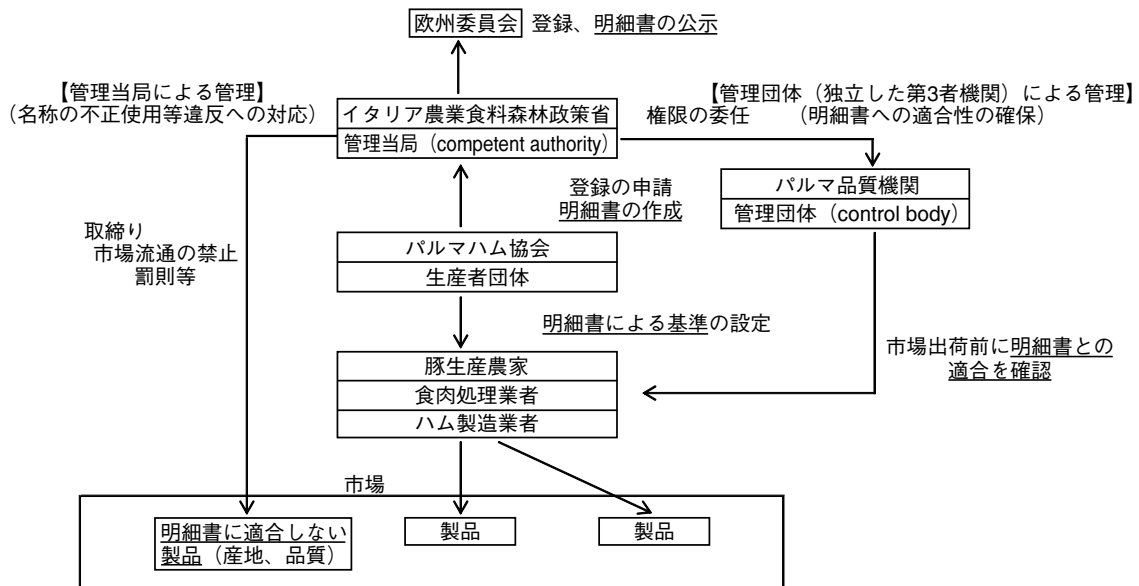 欧州委員会 登録、明細書の公示
【管理当局による管理】
（名称の不正使用等違反への対応）
イタリア農業食料森林政策省
管理当局（competent authority）
【管理団体（独立した第3者機関）による管理】
権限の委任 （明細書への適合性の確保）
パルマ品質機関
管理団体（control body）
登録の申請
明細書の作成
取締り
市場流通の禁止
罰則等
パルマハム協会
生産者団体
明細書による基準の設定
市場出荷前に明細書との
適合を確認
豚生産農家
食肉処理業者
ハム製造業者
市場
明細書に適合しない
製品（産地、品質）
製品
製品